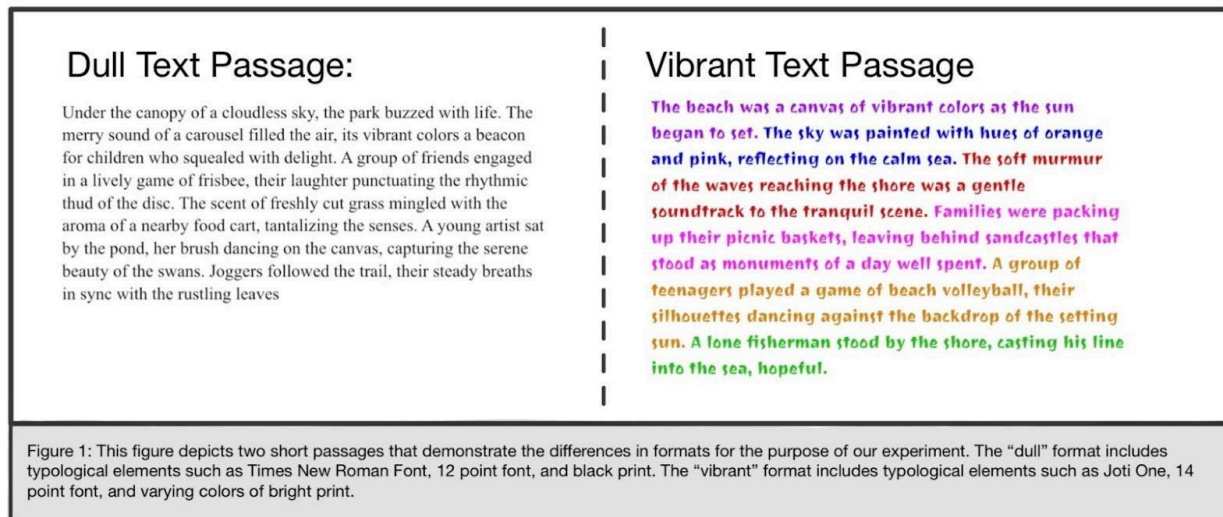 Dull Text Passage:
Under the canopy of a cloudless sky, the park buzzed with life. The
merry sound of a carousel filled the air, its vibrant colors a beacon
for children who squealed with delight. A group of friends engaged
in a lively game of frisbee, their laughter punctuating the rhythmic
thud of the disc. The scent of freshly cut grass mingled with the
aroma of a nearby food cart, tantalizing the senses. A young artist sat
by the pond, her brush dancing on the canvas, capturing the serene
beauty of the swans. Joggers followed the trail, their steady breaths
in sync with the rustling leaves
Vibrant Text Passage
The beach was a canvas of vibrant colors as the sun
began to set. The sky was painted with hues of orange
and pink, reflecting on the calm sea. The soft murmur
of the waves reaching the shore was a gentle
soundtrack to the tranquil scene. Families were packing
up their picnic baskets, leaving behind sandcastles that
stood as monuments of a day well spent. A group of
teenagers played a game of beach volleyball, their
silhouettes dancing against the backdrop of the setting
sun. A lone fisherman stood by the shore, casting his line
into the sea, hopeful.
Figure 1: This figure depicts two short passages that demonstrate the differences in formats for the purpose of our experiment. The “dull” format includes
typological elements such as Times New Roman Font, 12 point font, and black print. The “vibrant” format includes typological elements such as Joti One, 14
point font, and varying colors of bright print.